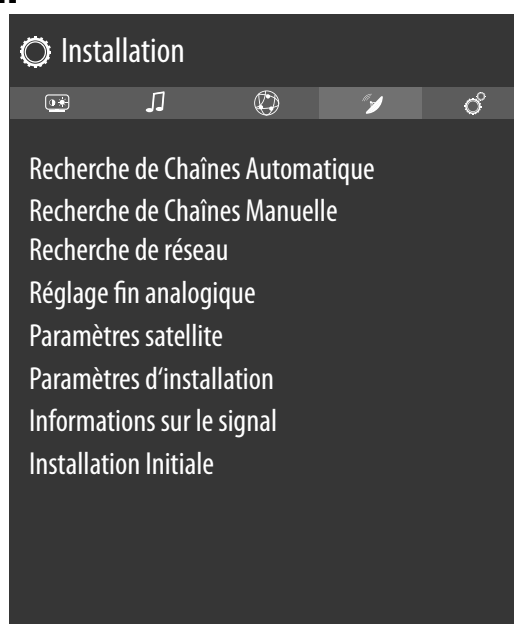 Installation
Recherche de Chaînes Automatique
Recherche de Chaînes Manuelle
Recherche de réseau
Réglage fin analogique
Paramètres satellite
Paramètres d‘installation
Informations sur le signal
Installation Initiale